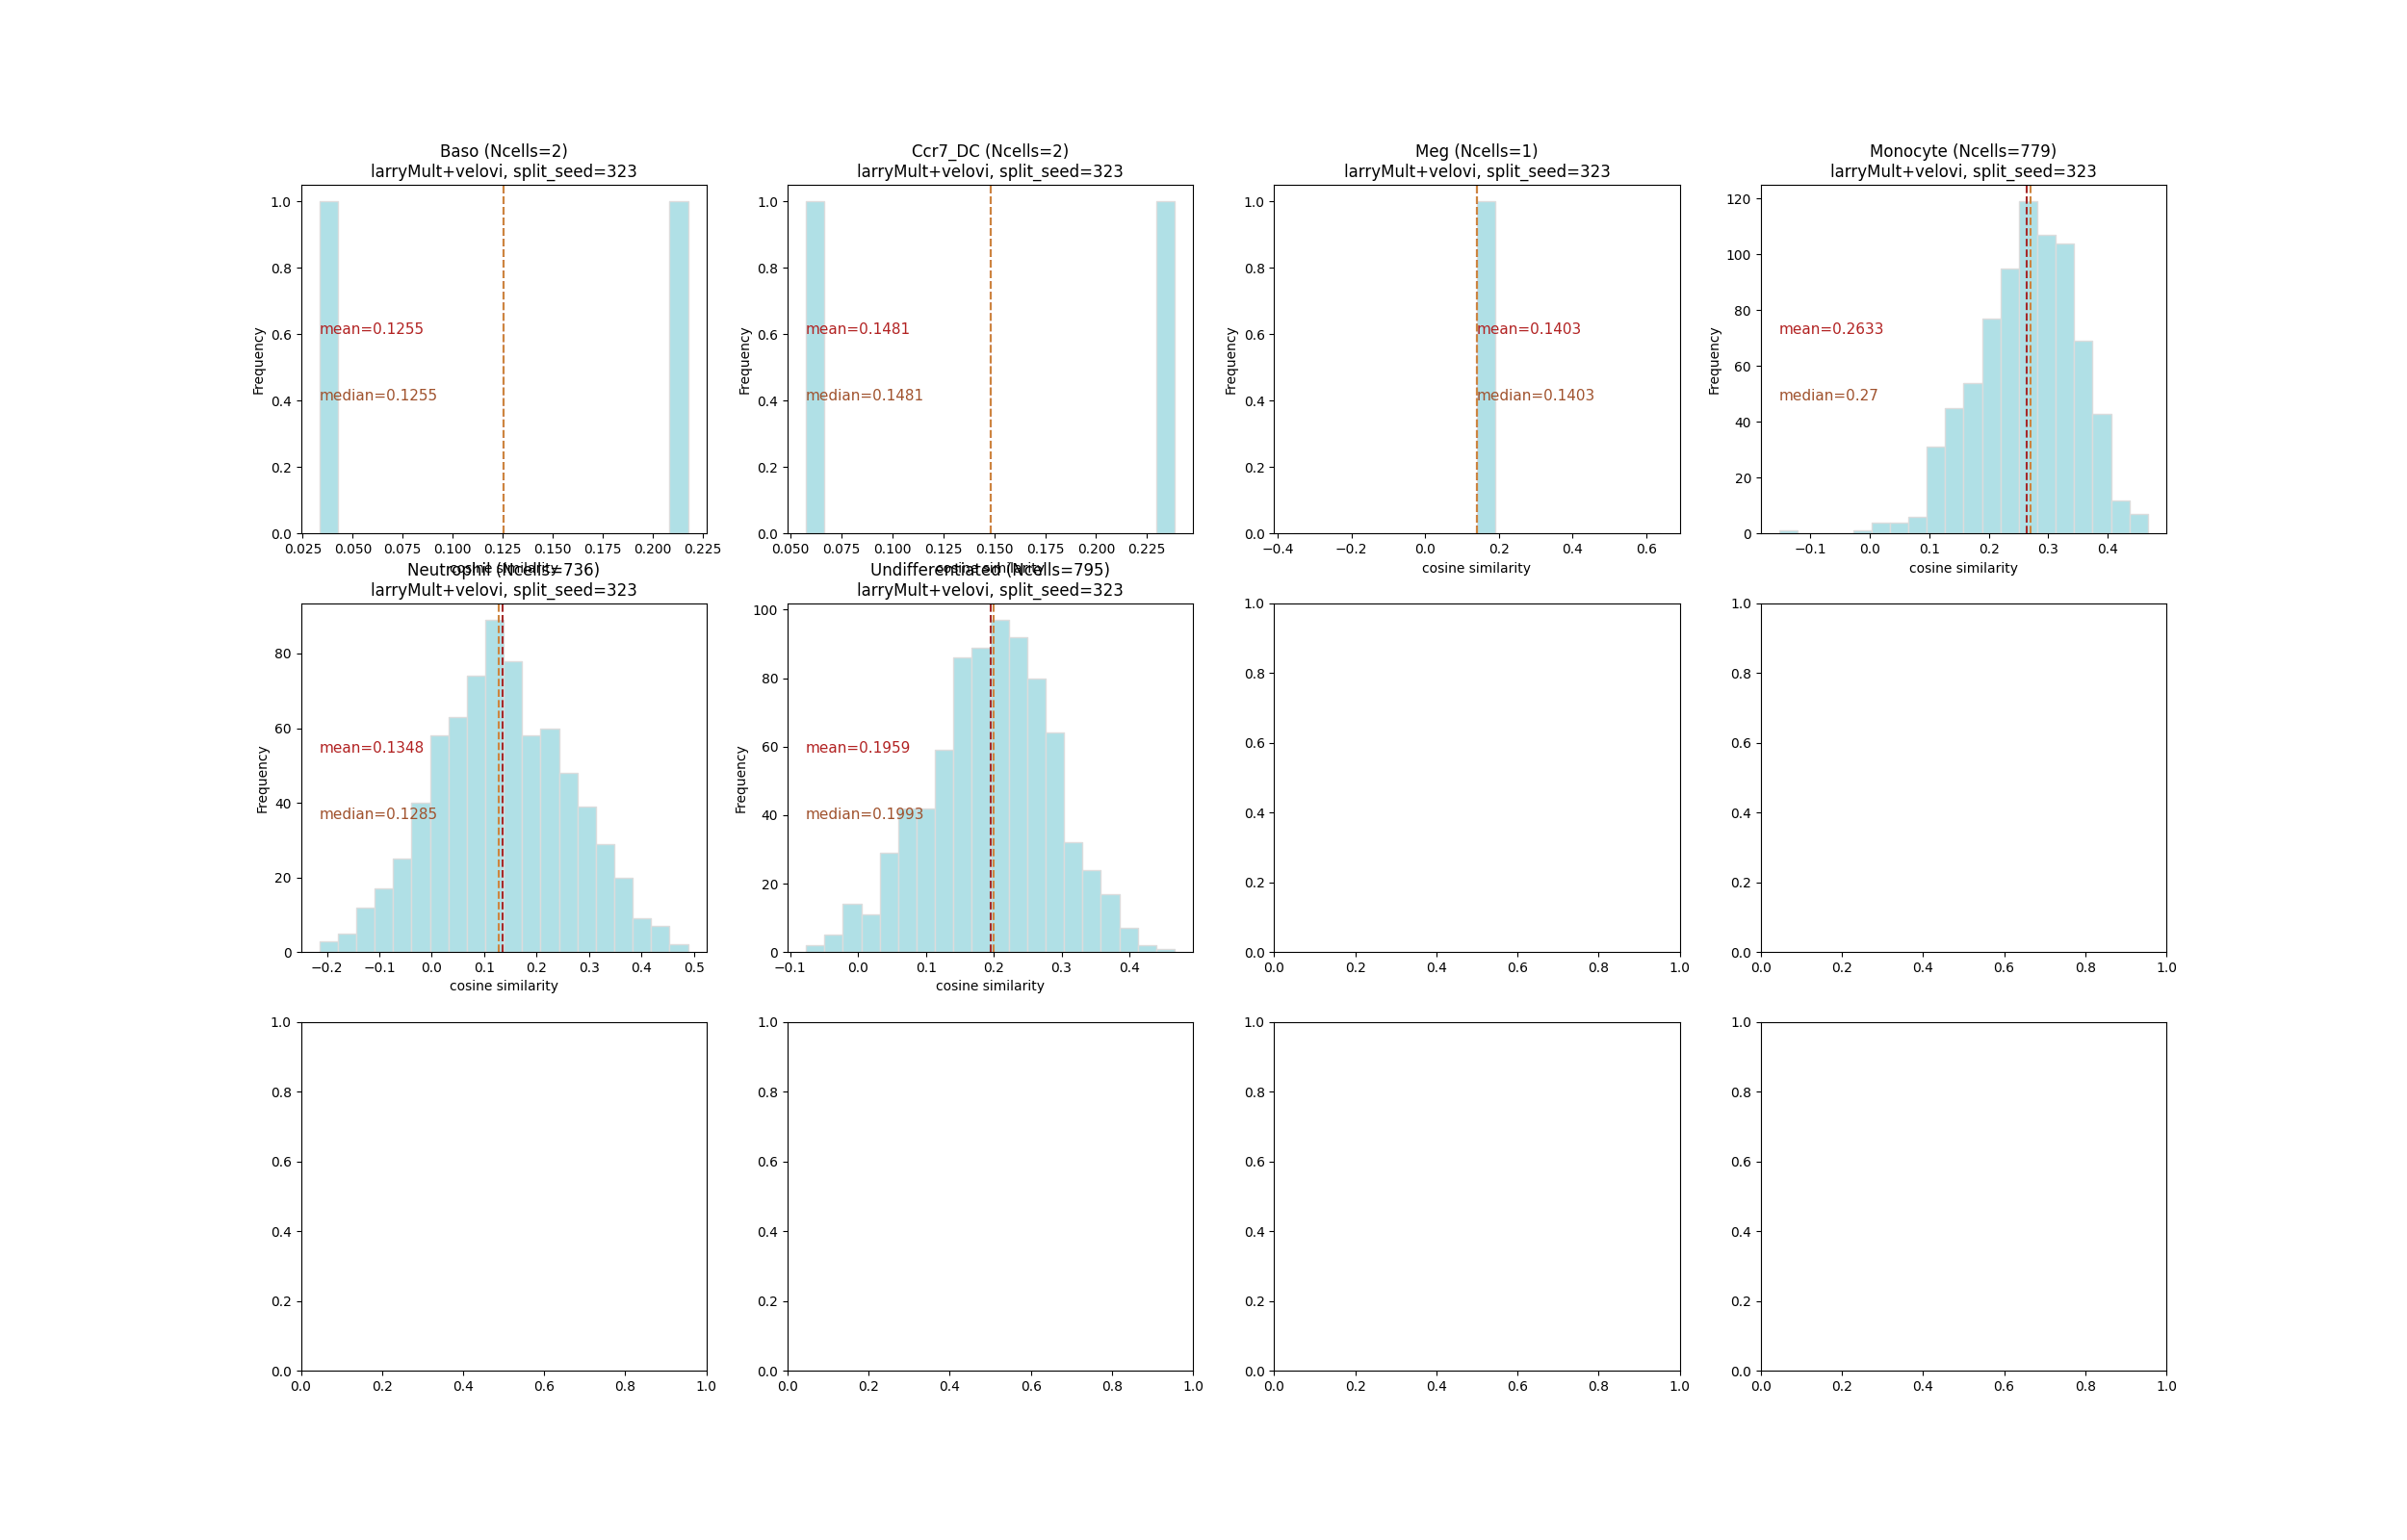 Baso (Ncells=2)
larryMult+velovi, split_seed=323
Frequency
1.0
0.8
0.6
0.4
0.2
0.0
mean=0.1255
median=0.1255
0.025 0.050 0.075 0.100 0.125 0.150 0.175 0.200 0.225
cosine similarity
Ccr7_DC (Ncells=2)
larryMult+velovi, split_seed=323
Frequency
1.0
0.8
0.6
0.4
0.2
0.0
mean=0.1481
median=0.1481
0.050 0.075 0.100 0.125 0.150 0.175 0.200 0.225
cosine similarity
Meg (Ncells=1)
larryMult+velovi, split_seed=323
Frequency
1.0
0.8
0.6
0.4
0.2
0.0
mean=0.1403
median=0.1403
−0.4 −0.2 0.0 0.2 0.4 0.6
cosine similarity
Monocyte (Ncells=779)
larryMult+velovi, split_seed=323
Frequency
120
100
80
60
40
20
0
mean=0.2633
median=0.27
−0.1 0.0 0.1 0.2 0.3 0.4
cosine similarity
Neutrophil (Ncells=736)
larryMult+velovi, split_seed=323
Frequency
80
60
40
20
0
mean=0.1348
median=0.1285
−0.2 −0.1 0.0 0.1 0.2 0.3 0.4 0.5
cosine similarity
Undifferentiated (Ncells=795)
larryMult+velovi, split_seed=323
Frequency
100
80
60
40
20
0
mean=0.1959
median=0.1993
−0.1 0.0 0.1 0.2 0.3 0.4
cosine similarity
1.0
0.8
0.6
0.4
0.2
0.0
0.0 0.2 0.4 0.6 0.8 1.0
1.0
0.8
0.6
0.4
0.2
0.0
0.0 0.2 0.4 0.6 0.8 1.0
1.0
0.8
0.6
0.4
0.2
0.0
0.0 0.2 0.4 0.6 0.8 1.0
1.0
0.8
0.6
0.4
0.2
0.0
0.0 0.2 0.4 0.6 0.8 1.0
1.0
0.8
0.6
0.4
0.2
0.0
0.0 0.2 0.4 0.6 0.8 1.0
1.0
0.8
0.6
0.4
0.2
0.0
0.0 0.2 0.4 0.6 0.8 1.0